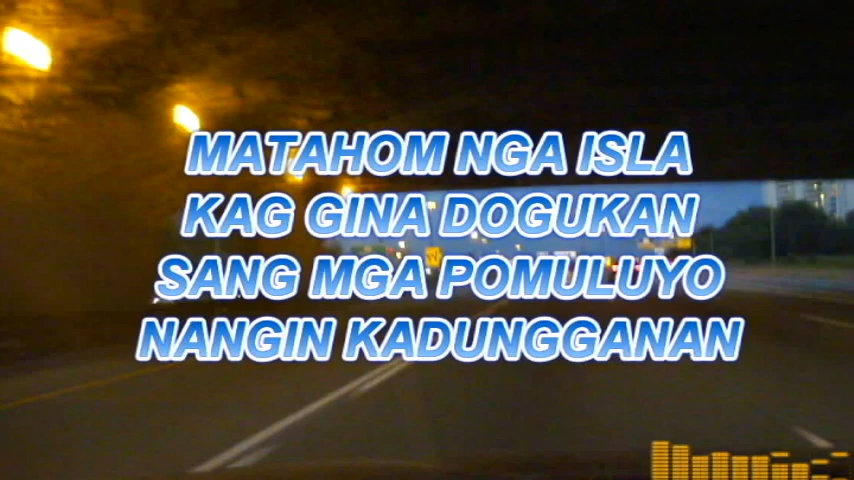 MATAHOM NGA ISLA
KAG GINA DOGUKAN
SANG MGA POMULUYO
NANGIN KADUNGGANAN